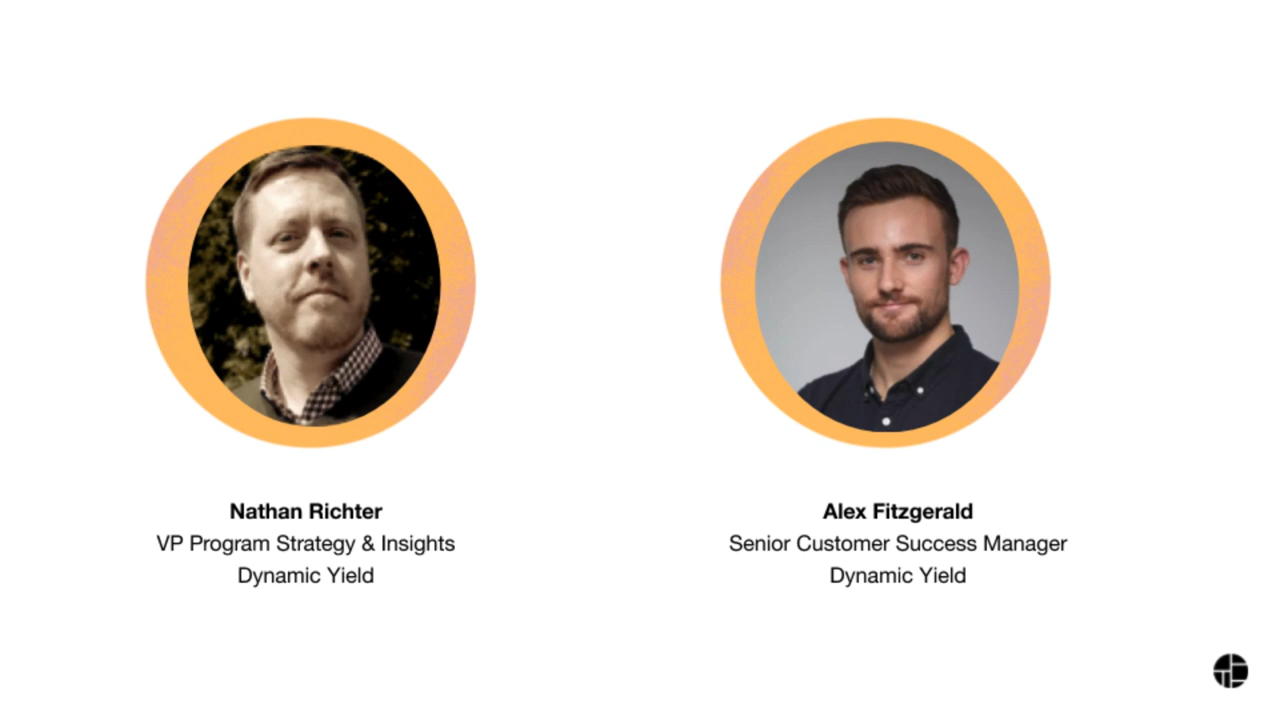 Nathan Richter
VP Program Strategy & Insights
Dynamic Yield
Alex Fitzgerald
Senior Customer Success Manager
Dynamic Yield